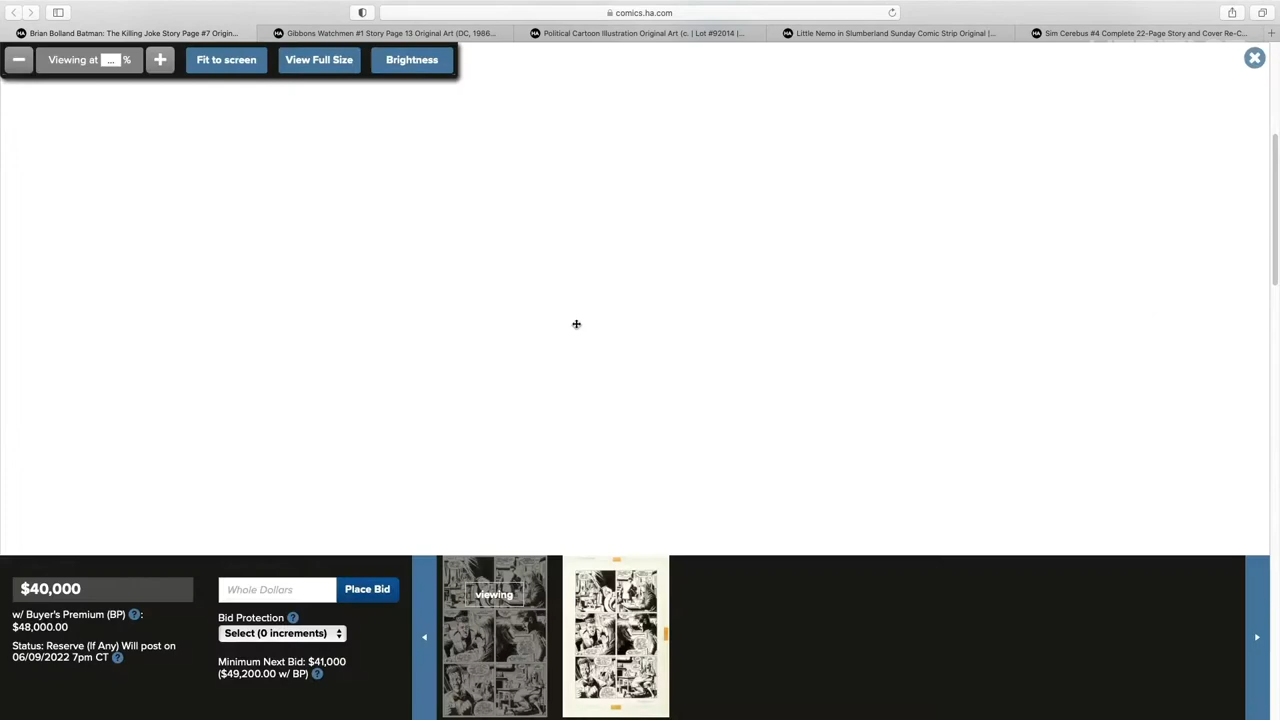 comics.ha.com
Brian Bolland Batman: The Killing Joke Story Page #7 Origin...
Gibbons Watchmen #1 Story Page 13 Original Art (DC, 1986...
Political Cartoon Illustration Original Art (c. | Lot #92014 |...
Little Nemo in Slumberland Sunday Comic Strip Original |...
Sim Cerebus #4 Complete 22-Page Story and Cover Re-C...
Viewing at ... %
Fit to screen
View Full Size
Brightness
$40,000
w/ Buyer's Premium (BP) ? :
$48,000.00
Status: Reserve (If Any) Will post on
06/09/2022 7pm CT ?
Whole Dollars
Place Bid
Bid Protection ?
Select (0 increments)
Minimum Next Bid: $41,000
($49,200.00 w/ BP) ?
viewing